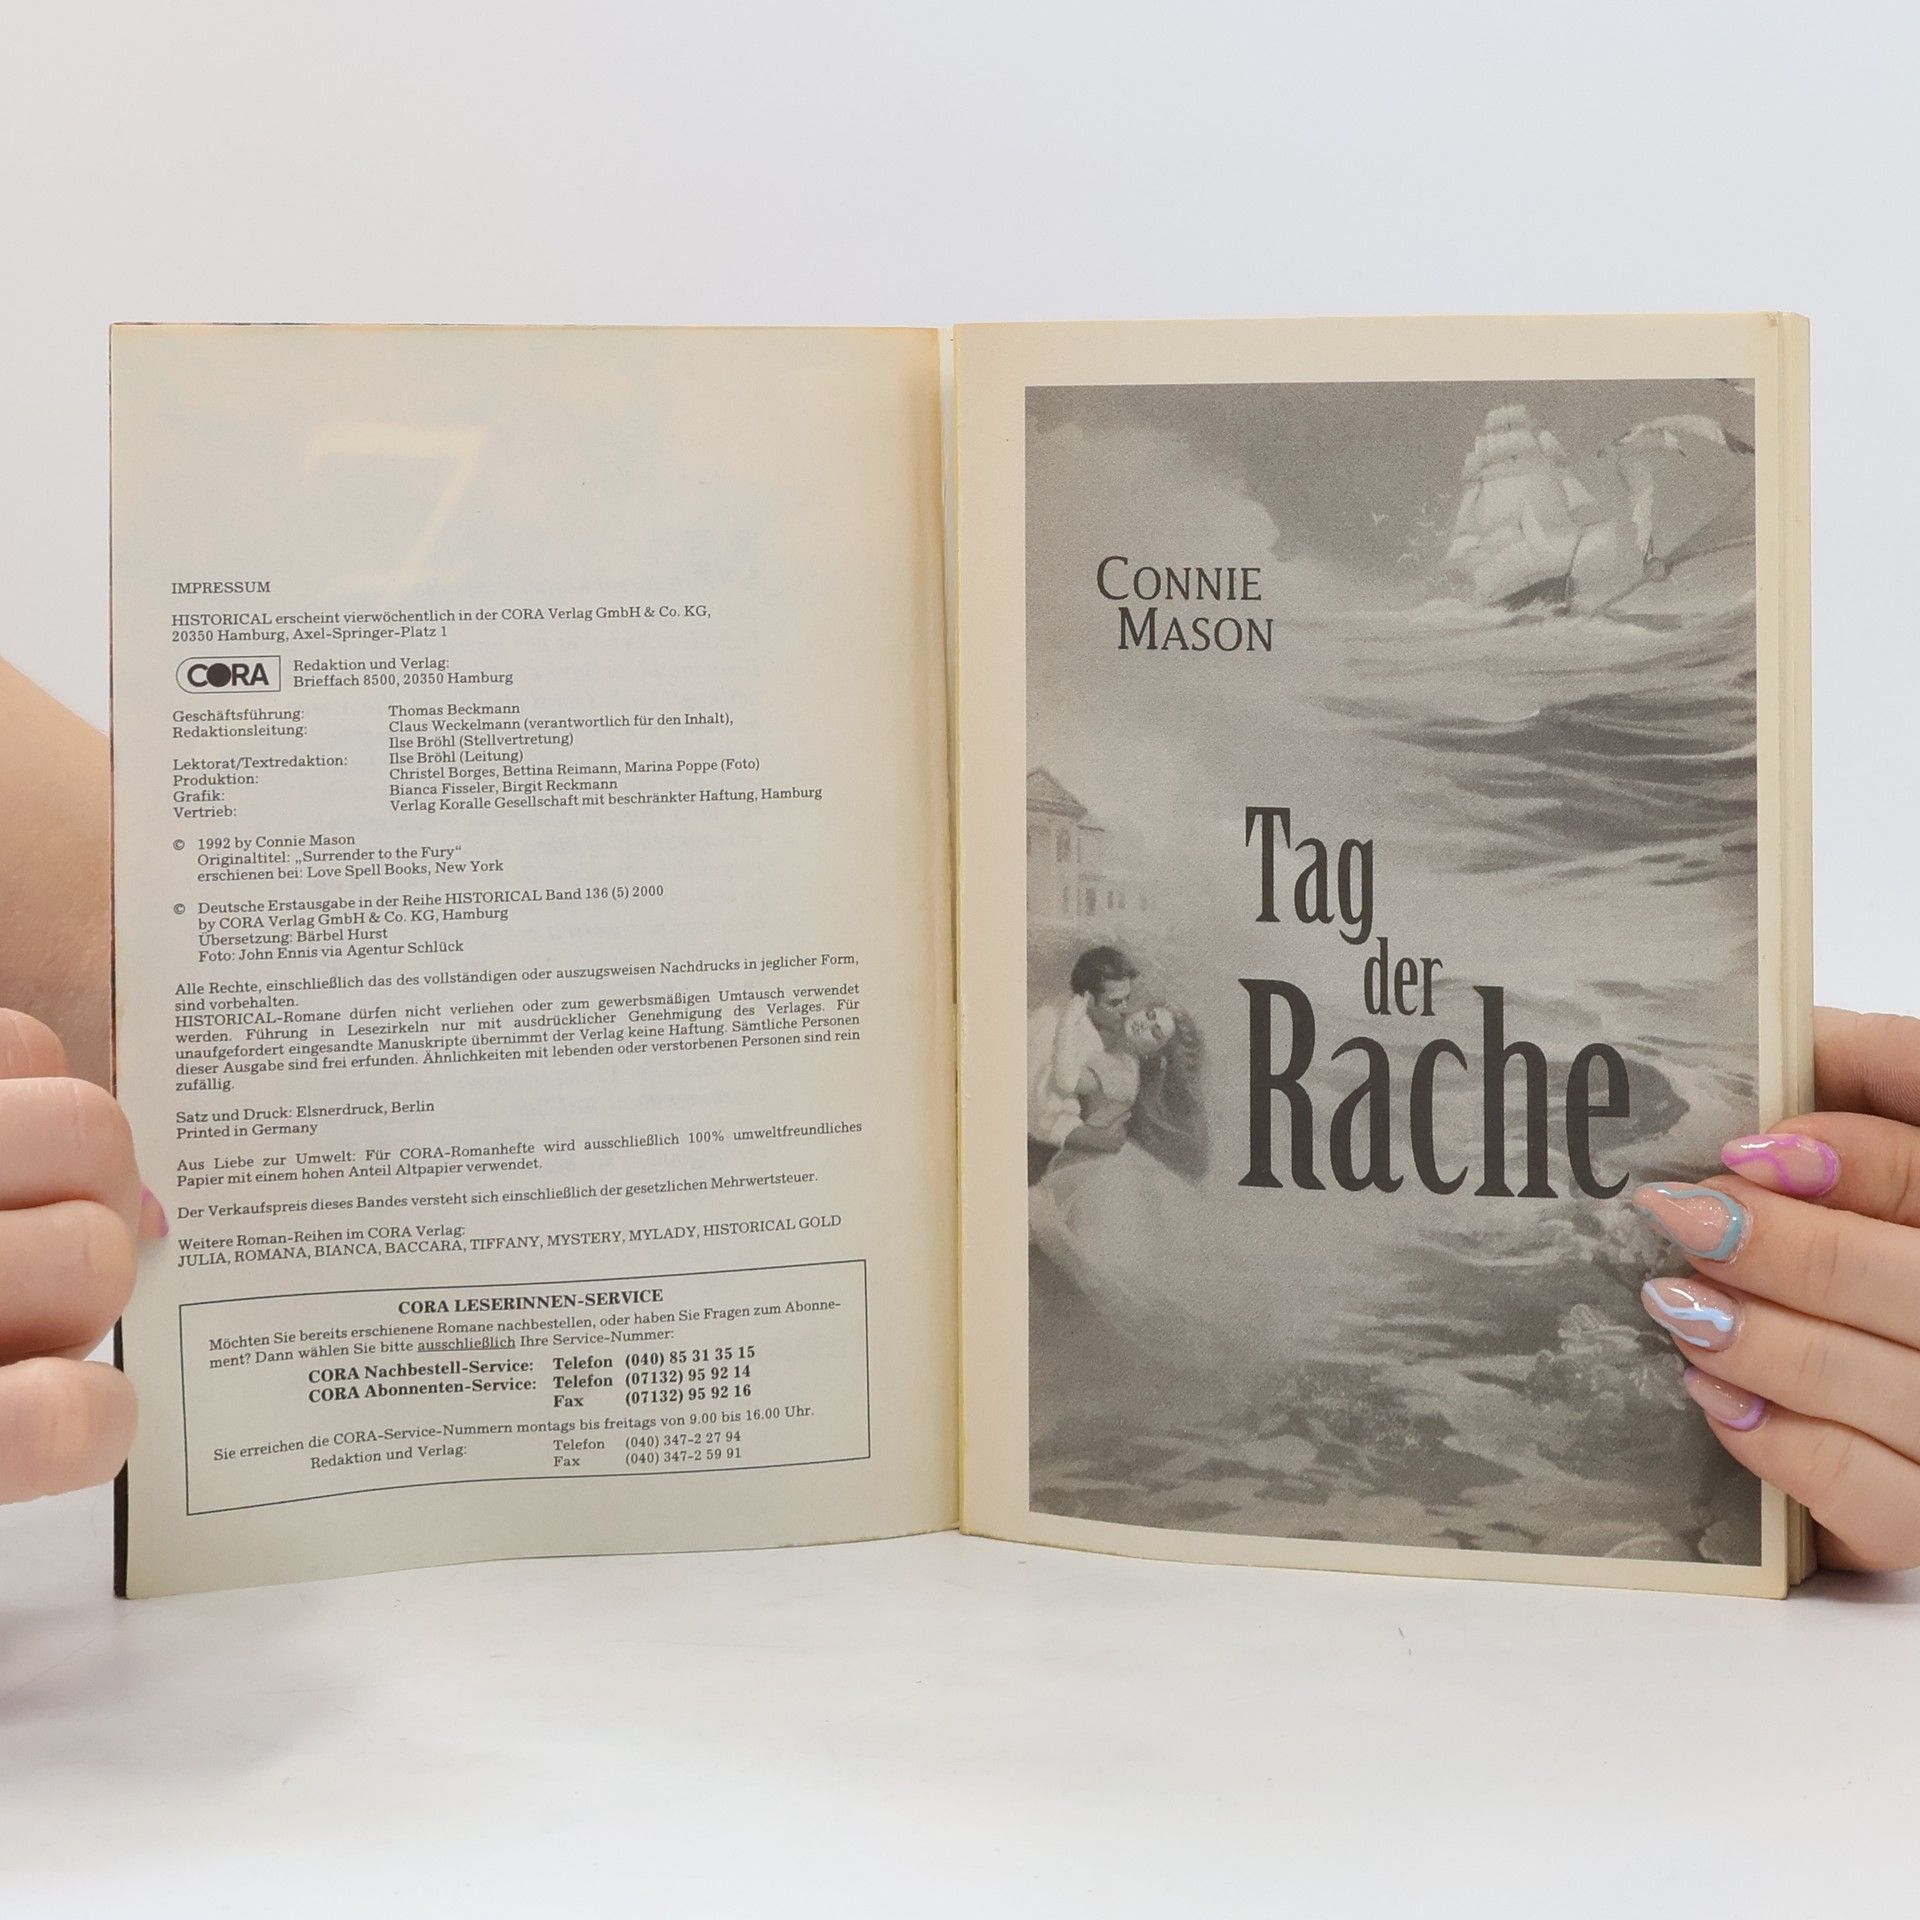 IMPRESSUM
HISTORICAL erscheint vierwöchentlich in der CORA Verlag GmbH & Co. KG,
20350 Hamburg, Axel-Springer-Platz 1
CORA
Redaktion und Verlag:
Brieffach 8500, 20350 Hamburg
Geschäftsführung: Thomas Beckmann
Redaktionsleitung: Claus Weckelmann (verantwortlich für den Inhalt),
Ilse Bröhl (Stellvertretung)
Lektorat/Textredaktion: Ilse Bröhl (Leitung)
Produktion: Christel Borges, Bettina Reimann, Marina Poppe (Foto)
Grafik: Bianca Fisseler, Birgit Reckmann
Vertrieb: Verlag Koralle Gesellschaft mit beschränkter Haftung, Hamburg
© 1992 by Connie Mason
Originaltitel: „Surrender to the Fury“
erschienen bei: Love Spell Books, New York
© Deutsche Erstausgabe in der Reihe HISTORICAL Band 136 (5) 2000
by CORA Verlag GmbH & Co. KG, Hamburg
Übersetzung: Bärbel Hurst
Foto: John Ennis via Agentur Schlück
Alle Rechte, einschließlich das des vollständigen oder auszugsweisen Nachdrucks in jeglicher Form,
sind vorbehalten.
HISTORICAL-Romane dürfen nicht verliehen oder zum gewerbsmäßigen Umtausch verwendet
werden. Führung in Lesezirkeln nur mit ausdrücklicher Genehmigung des Verlages. Für
unaufgefordert eingesandte Manuskripte übernimmt der Verlag keine Haftung. Sämtliche Personen
dieser Ausgabe sind frei erfunden. Ähnlichkeiten mit lebenden oder verstorbenen Personen sind rein
zufällig.
Satz und Druck: Elsnerdruck, Berlin
Printed in Germany
Aus Liebe zur Umwelt: Für CORA-Romanhefte wird ausschließlich 100% umweltfreundliches
Papier mit einem hohen Anteil Altpapier verwendet.
Der Verkaufspreis dieses Bandes versteht sich einschließlich der gesetzlichen Mehrwertsteuer.
Weitere Roman-Reihen im CORA Verlag:
JULIA, ROMANA, BIANCA, BACCARA, TIFFANY, MYSTERY, MYLADY, HISTORICAL GOLD
CORA LESERINNEN-SERVICE
Möchten Sie bereits erschienene Romane nachbestellen, oder haben Sie Fragen zum Abonne-
ment? Dann wählen Sie bitte ausschließlich Ihre Service-Nummer:
CORA Nachbestell-Service: Telefon (040) 85 31 35 15
CORA Abonnenten-Service: Telefon (07132) 95 92 14
Fax (07132) 95 92 16
Sie erreichen die CORA-Service-Nummern montags bis freitags von 9.00 bis 16.00 Uhr.
Redaktion und Verlag: Telefon (040) 347-2 27 94
Fax (040) 347-2 59 91
CONNIE
MASON
Tag
der
Rache